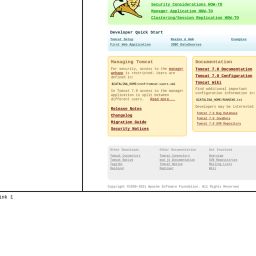 Security Considerations HOW-TO
Manager Application HOW-TO
Clustering/Session Replication HOW-TO
Developer Quick Start
Tomcat Setup
Realms & AAA
Examples
First Web Application
JDBC DataSources
Managing Tomcat
For security, access to the manager
webapp is restricted. Users are
defined in:
$CATALINA_HOME/conf/tomcat-users.xml
In Tomcat 7.0 access to the manager
application is split between
different users. Read more...
Release Notes
Changelog
Migration Guide
Security Notices
Documentation
Tomcat 7.0 Documentation
Tomcat 7.0 Configuration
Tomcat Wiki
Find additional important
configuration information in:
$CATALINA_HOME/RUNNING.txt
Developers may be interested
Tomcat 7.0 Bug Database
Tomcat 7.0 JavaDocs
Tomcat 7.0 SVN Repository
Other Downloads
Tomcat Connectors
Tomcat Native
Taglibs
Deployer
Other Documentation
Tomcat Connectors
mod_jk Documentation
Tomcat Native
Deployer
Get Involved
Overview
SVN Repositories
Mailing Lists
Wiki
Apache Software Foundation. All Rights Reserved